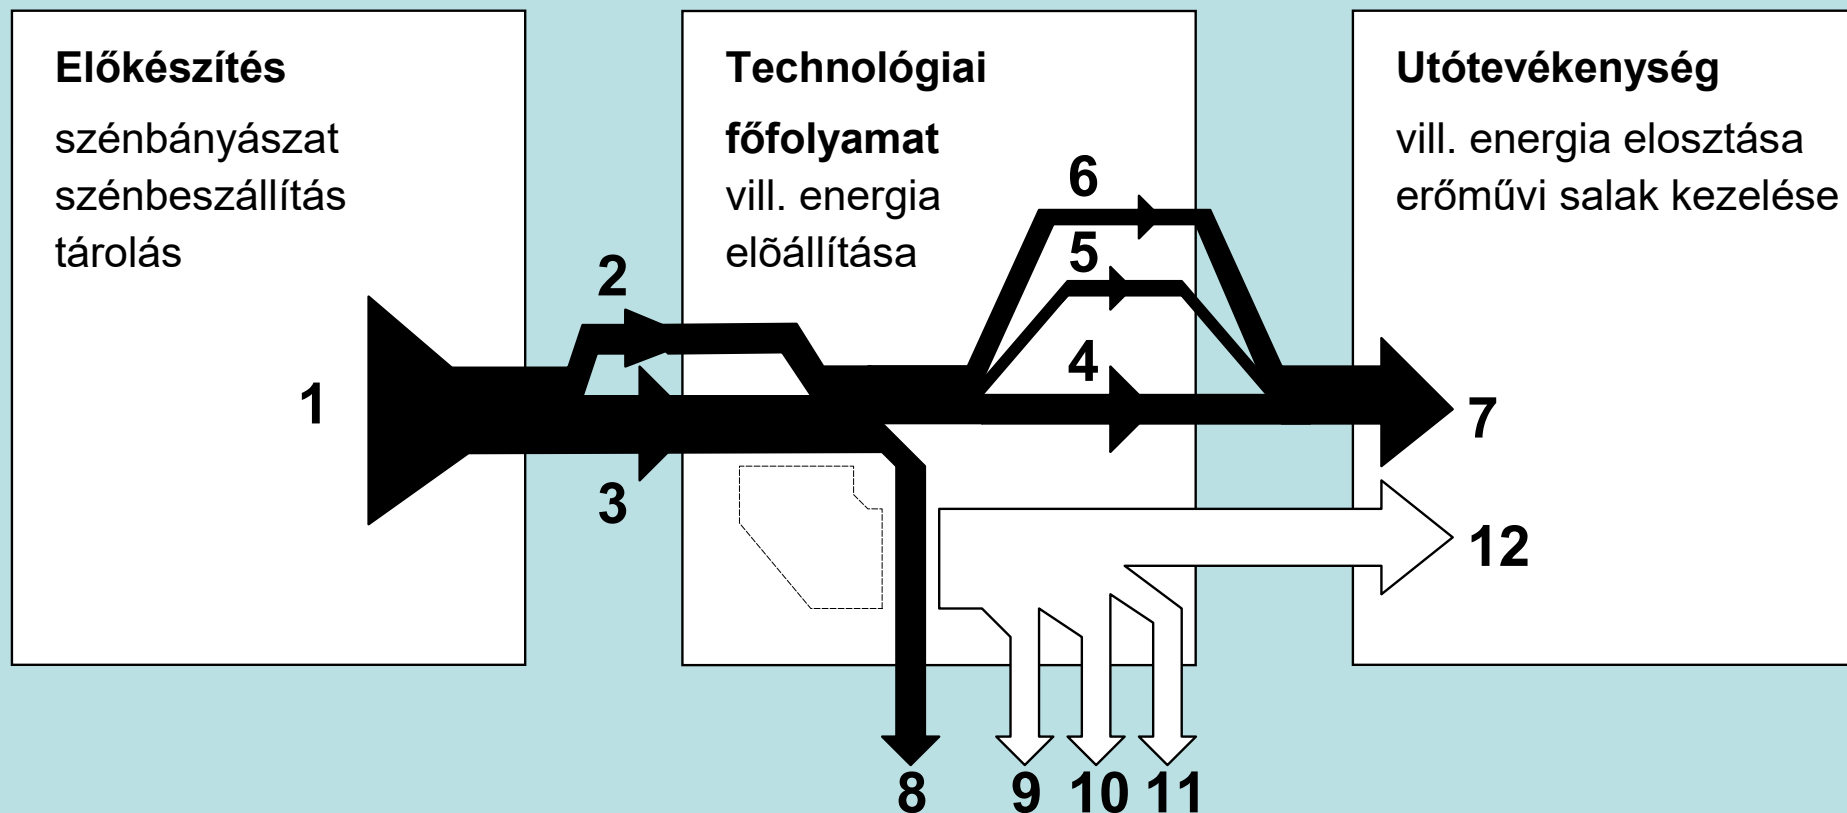 Előkészítés
szénbányászat
szénbeszállítás
tárolás
Technológiai
főfolyamat
vill. energia
elõállítása
Utótevékenység
vill. energia elosztása
erőművi salak kezelése
1
2
3
6
5
4
7
12
8
9
10
11